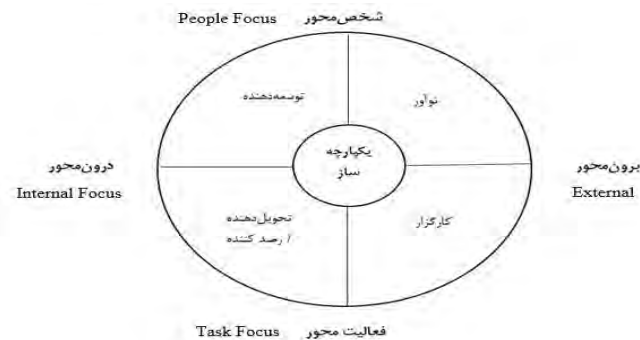 شخص‌محور People Focus
توسعه‌دهنده
نوآور
یکپارچه
ساز
درون‌محور
Internal Focus
برون‌محور
External
تحویل‌دهنده
/ رصد کننده
کارگزار
فعالیت محور Task Focus